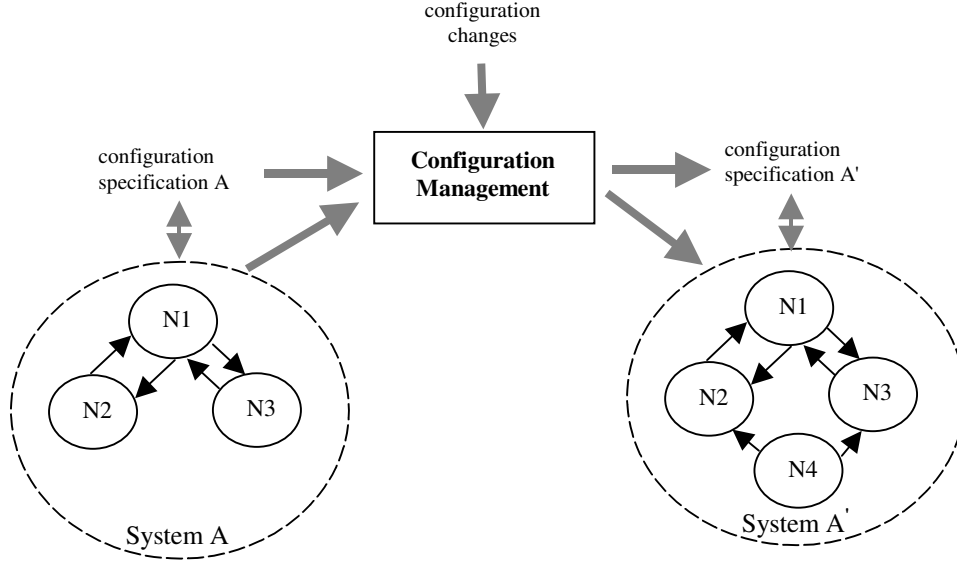 configuration
changes
Configuration
Management
configuration
specification A
configuration
specification A'
N1
N2
N3
System A
N1
N2
N3
N4
System A'